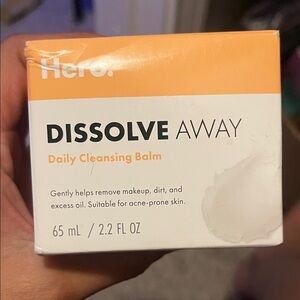 Hero.
DISSOLVE AWAY
Daily Cleansing Balm
Gently helps remove makeup, dirt, and
excess oil. Suitable for acne-prone skin.
65 mL / 2.2 FL OZ